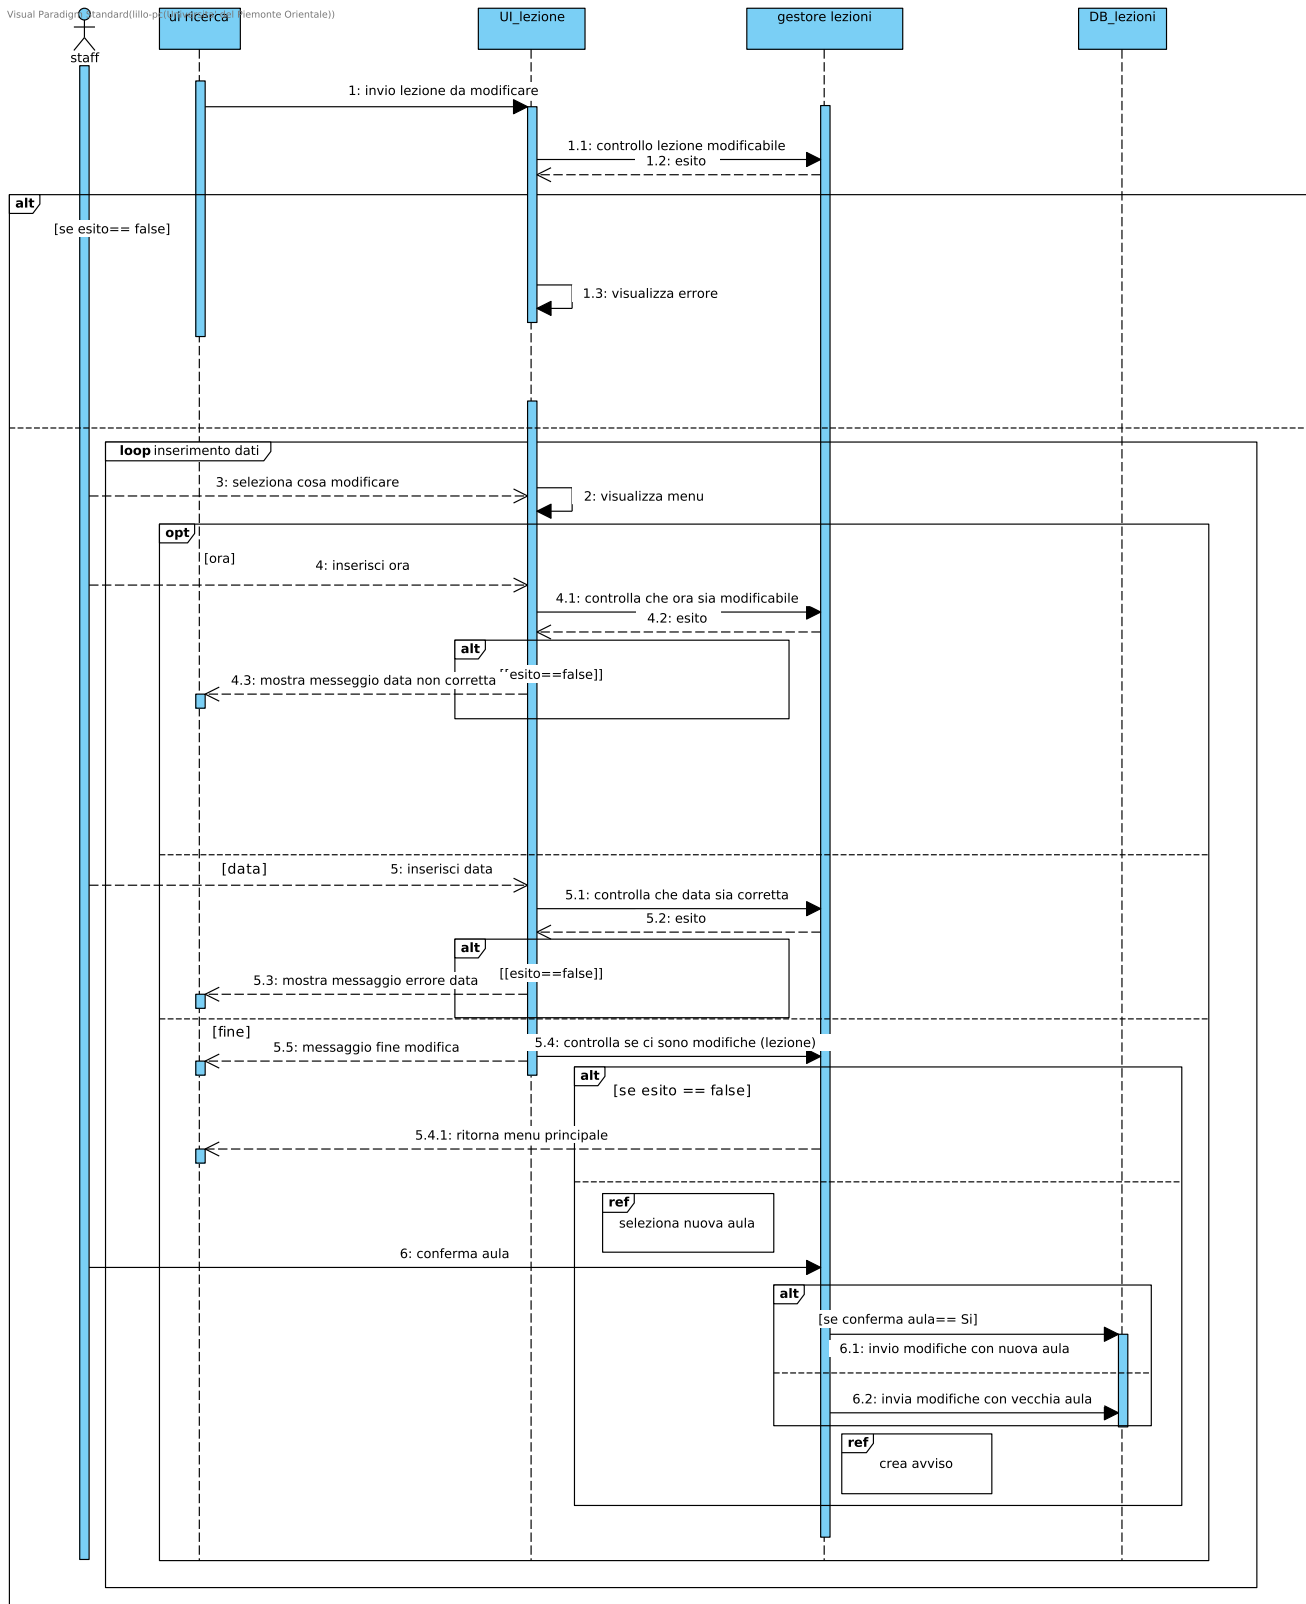 Visual Paradigm Standard(lillo-pc(Università del Piemonte Orientale))
ricerca
UI_lezione
gestore lezioni
DB_lezioni
staff
1: invio lezione da modificare
1.1: controllo lezione modificabile
1.2: esito
alt
[se esito== false]
1.3: visualizza errore
loop inserimento dati
3: seleziona cosa modificare
2: visualizza menu
opt
[ora]
4: inserisci ora
4.1: controlla che ora sia modificabile
4.2: esito
alt
[[esito==false]]
4.3: mostra messeggio data non corretta
[data]
5: inserisci data
5.1: controlla che data sia corretta
5.2: esito
alt
[[esito==false]]
5.3: mostra messaggio errore data
[fine]
5.4: controlla se ci sono modifiche (lezione)
5.5: messaggio fine modifica
alt
[se esito == false]
5.4.1: ritorna menu principale
ref
seleziona nuova aula
6: conferma aula
alt
[se conferma aula== Si]
6.1: invio modifiche con nuova aula
6.2: invia modifiche con vecchia aula
ref
crea avviso